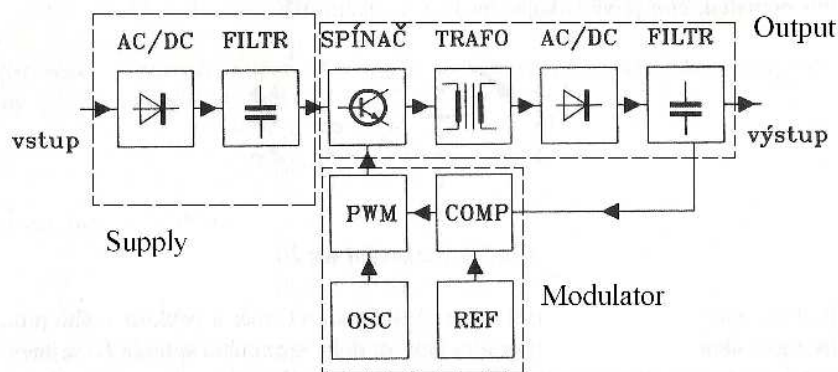 AC/DC FILTR SPÍNAČ TRAFO AC/DC FILTR Output
vstup
výstup
PWM COMP
Supply
Modulator
OSC REF